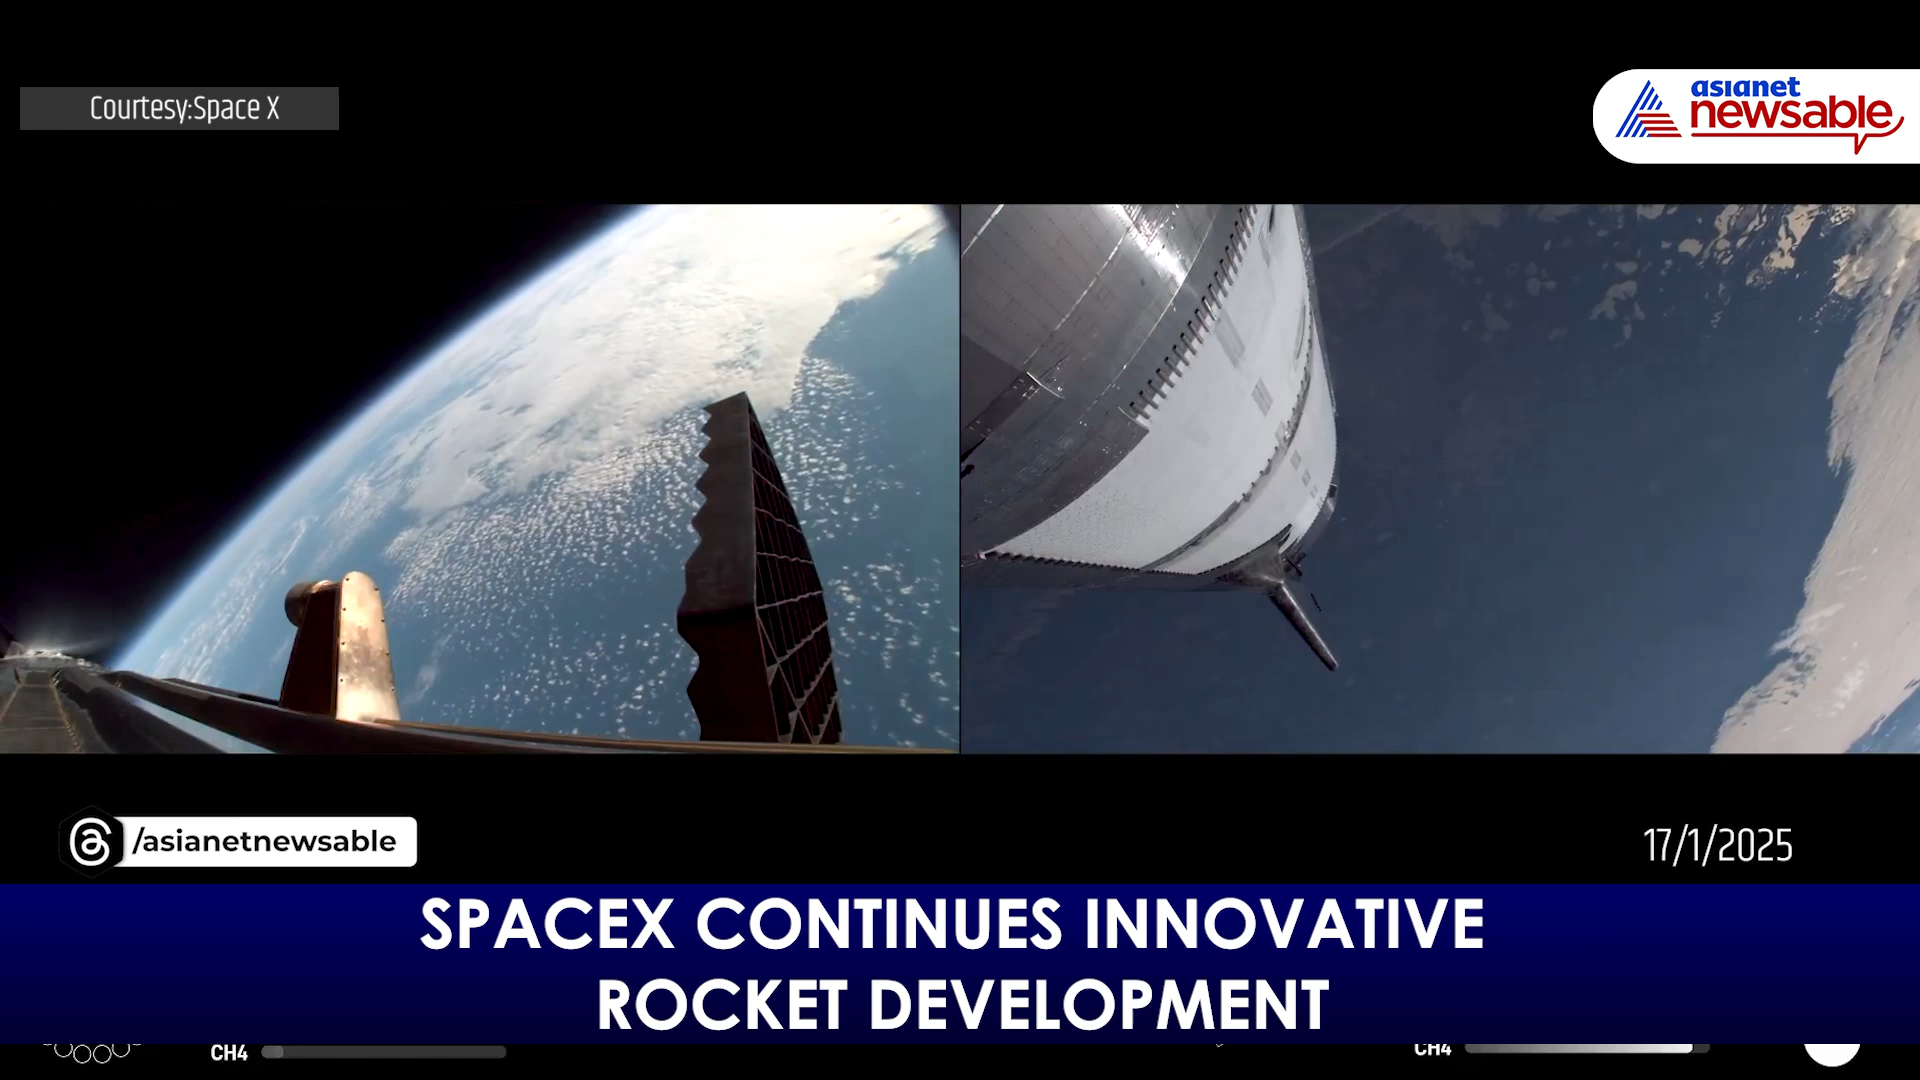 Courtesy:Space X
asianet
newsable
/asianetnewsable
17/1/2025
SPACEX CONTINUES INNOVATIVE
ROCKET DEVELOPMENT
CH4
CH4